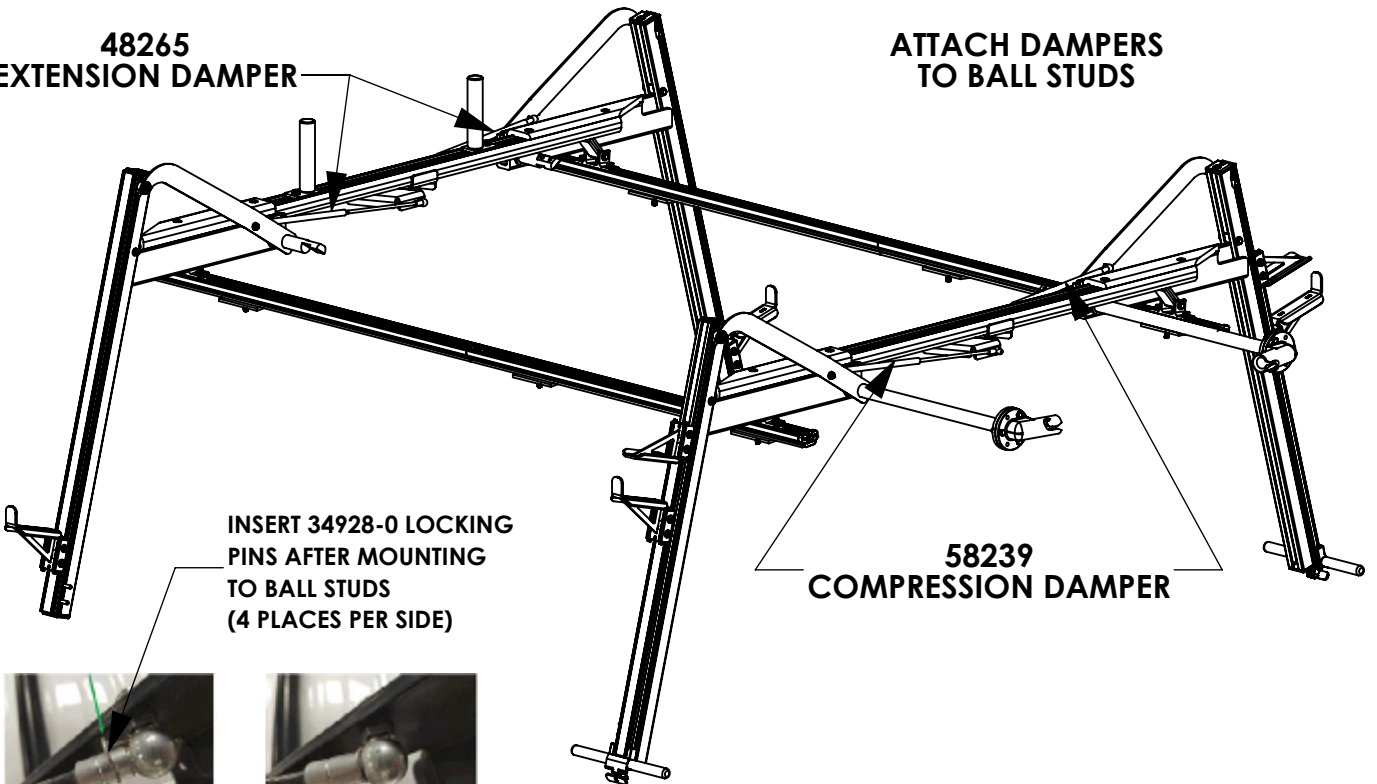 48265
EXTENSION DAMPER
ATTACH DAMPERS
TO BALL STUDS
INSERT 34928-0 LOCKING
PINS AFTER MOUNTING
TO BALL STUDS
(4 PLACES PER SIDE)
58239
COMPRESSION DAMPER